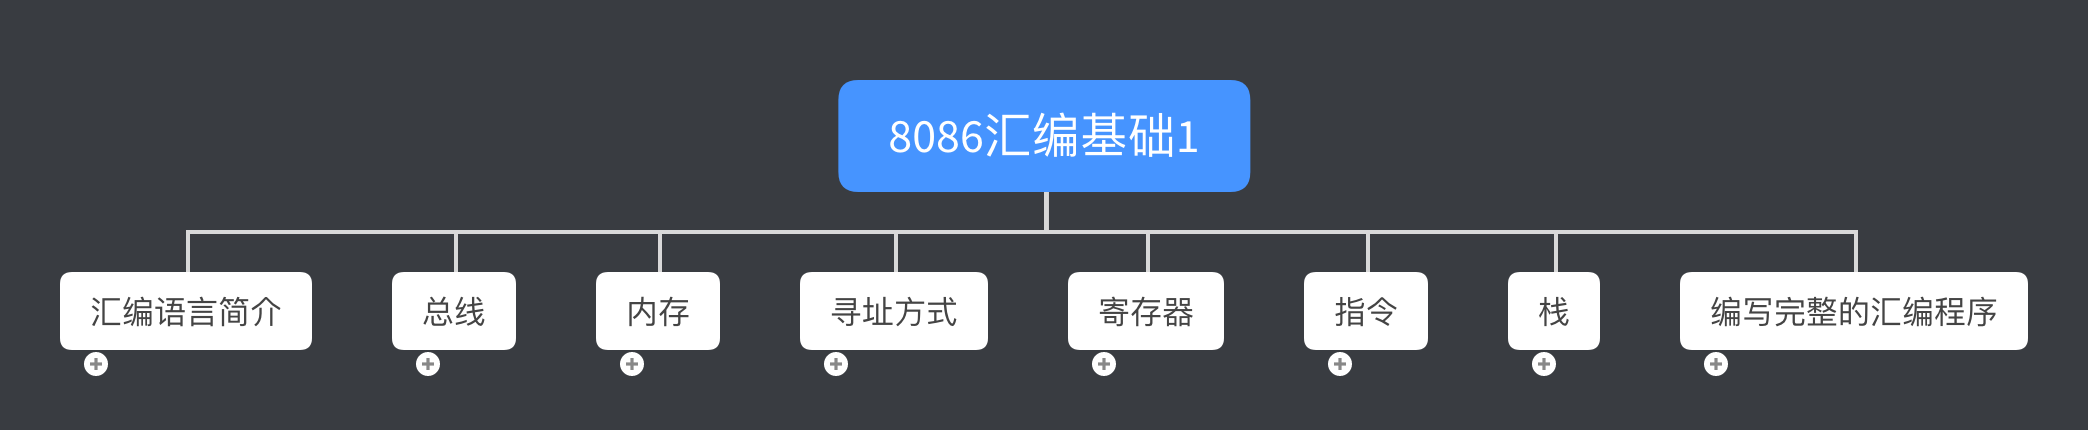 8086汇编基础1
汇编语言简介
总线
内存
寻址方式
寄存器
指令
栈
编写完整的汇编程序